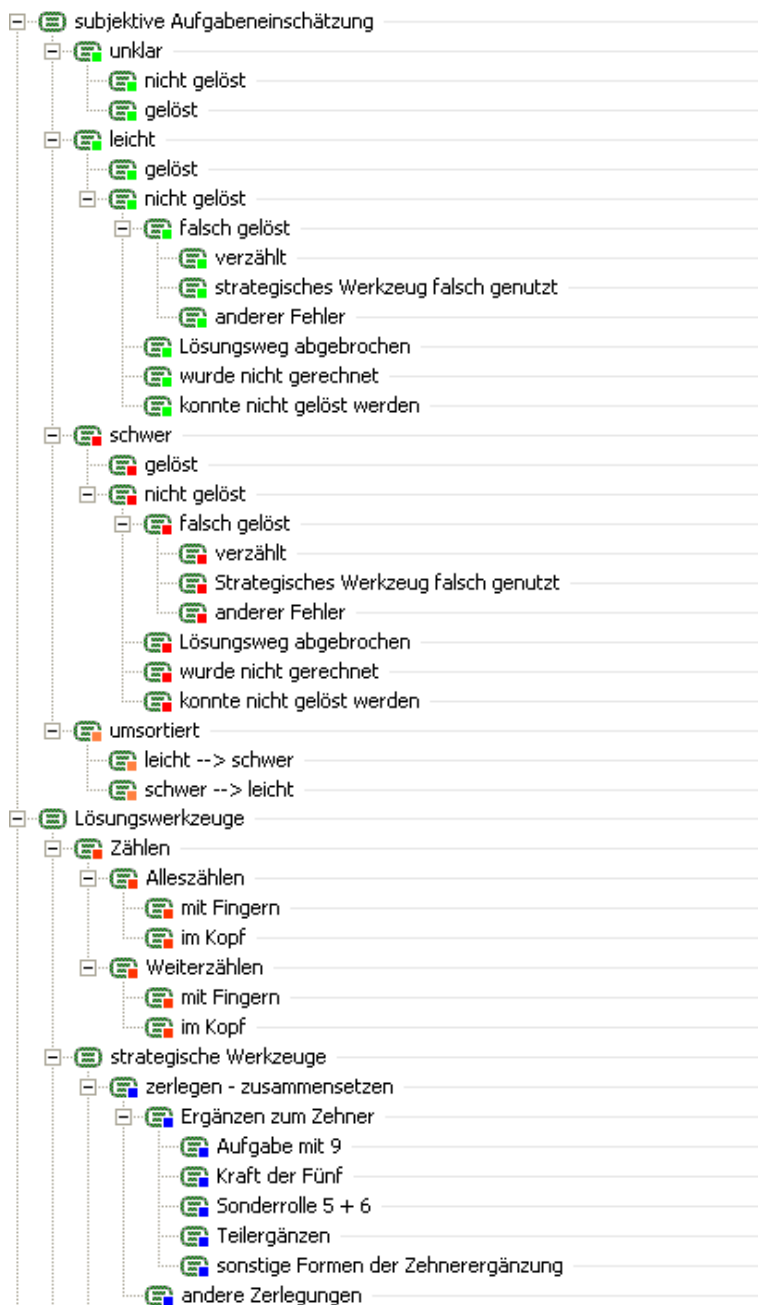 subjektive Aufgabeneinschätzung
unklar
nicht gelöst
gelöst
leicht
gelöst
nicht gelöst
falsch gelöst
verzählt
strategisches Werkzeug falsch genutzt
anderer Fehler
Lösungsweg abgebrochen
wurde nicht gerechnet
konnte nicht gelöst werden
schwer
gelöst
nicht gelöst
falsch gelöst
verzählt
Strategisches Werkzeug falsch genutzt
anderer Fehler
Lösungsweg abgebrochen
wurde nicht gerechnet
konnte nicht gelöst werden
umsortiert
leicht --> schwer
schwer --> leicht
Lösungswerkzeuge
Zählen
Alleszählen
mit Fingern
im Kopf
Weiterzählen
mit Fingern
im Kopf
strategische Werkzeuge
zerlegen - zusammensetzen
Ergänzen zum Zehner
Aufgabe mit 9
Kraft der Fünf
Sonderrolle 5 + 6
Teilergänzen
sonstige Formen der Zehnerergänzung
andere Zerlegungen